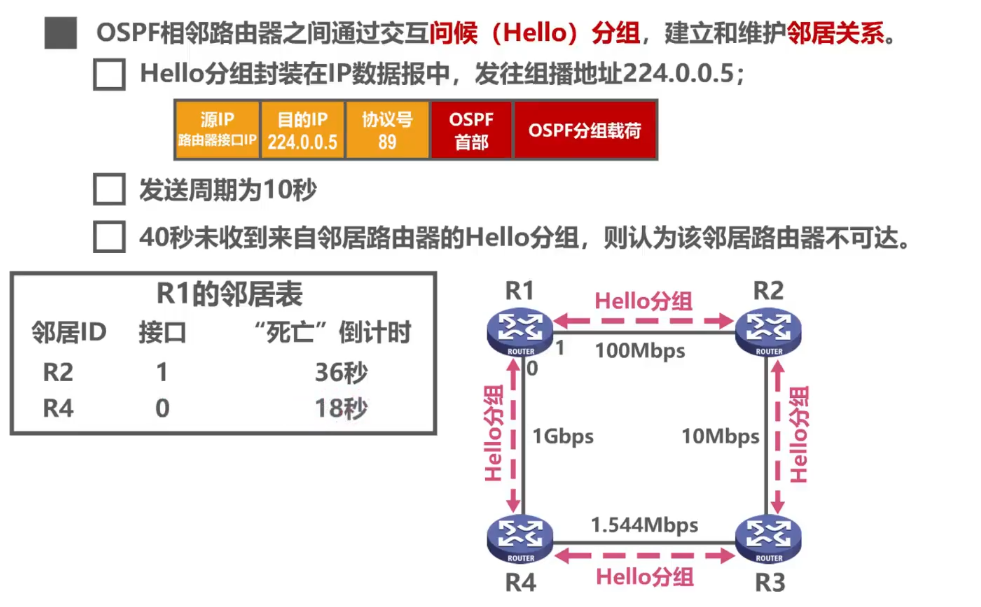 OSPF相邻路由器之间通过交互问候（Hello）分组，建立和维护邻居关系。
Hello分组封装在IP数据报中，发往组播地址224.0.0.5；
源IP
路由器接口IP
目的IP
224.0.0.5
协议号
89
OSPF
首部
OSPF分组载荷
发送周期为10秒
40秒未收到来自邻居路由器的Hello分组，则认为该邻居路由器不可达。
R1的邻居表
邻居ID 接口 “死亡”倒计时
R2 1 36秒
R4 0 18秒
R1
R2
Hello分组
ROUTER
ROUTER
1
100Mbps
0
Hello分组
1Gbps
10Mbps
Hello分组
1.544Mbps
ROUTER
ROUTER
Hello分组
R4
R3